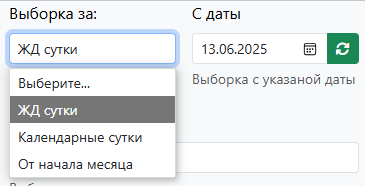 Выборка за:
С даты
ЖД сутки
13.06.2025
Выберите...
Выборка с указаной даты
ЖД сутки
Календарные сутки
От начала месяца